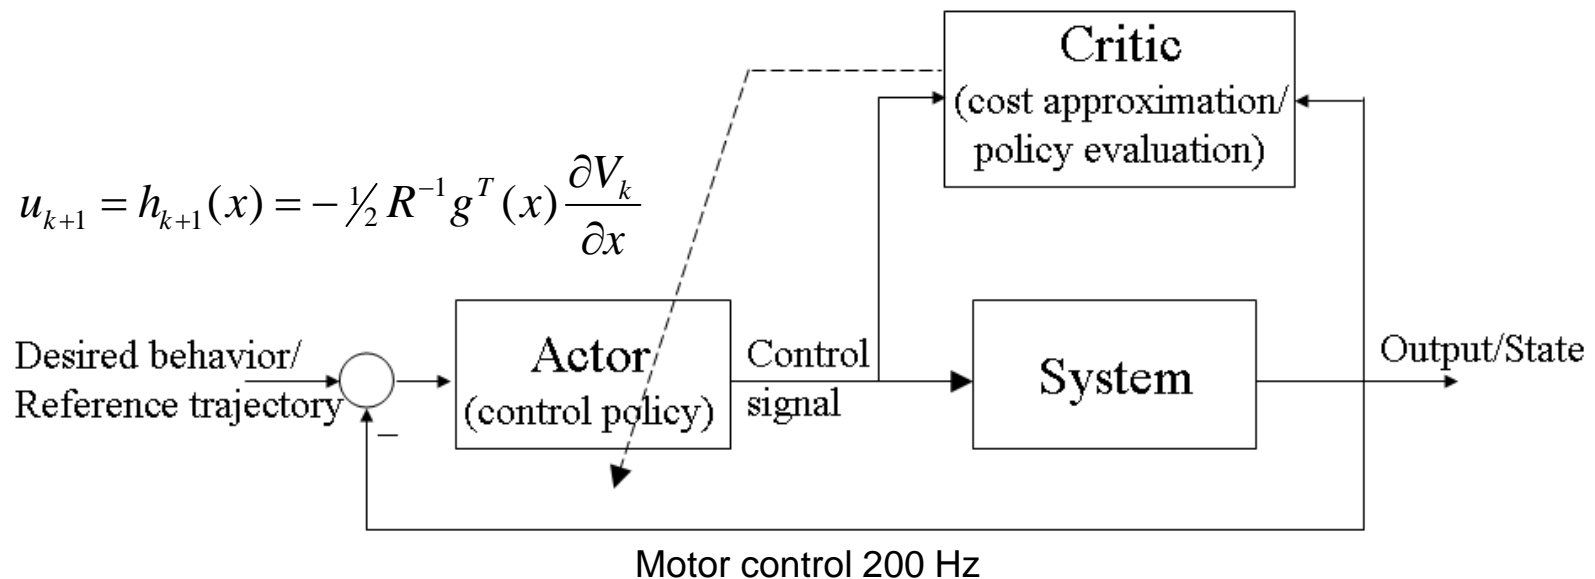 Critic
(cost approximation/
policy evaluation)
u_{k+1} = h_{k+1}(x) = -½ R^{-1} g^T(x) ∂V_k/∂x
Desired behavior/
Reference trajectory
–
Actor
(control policy)
Control
signal
System
Output/State
Motor control 200 Hz